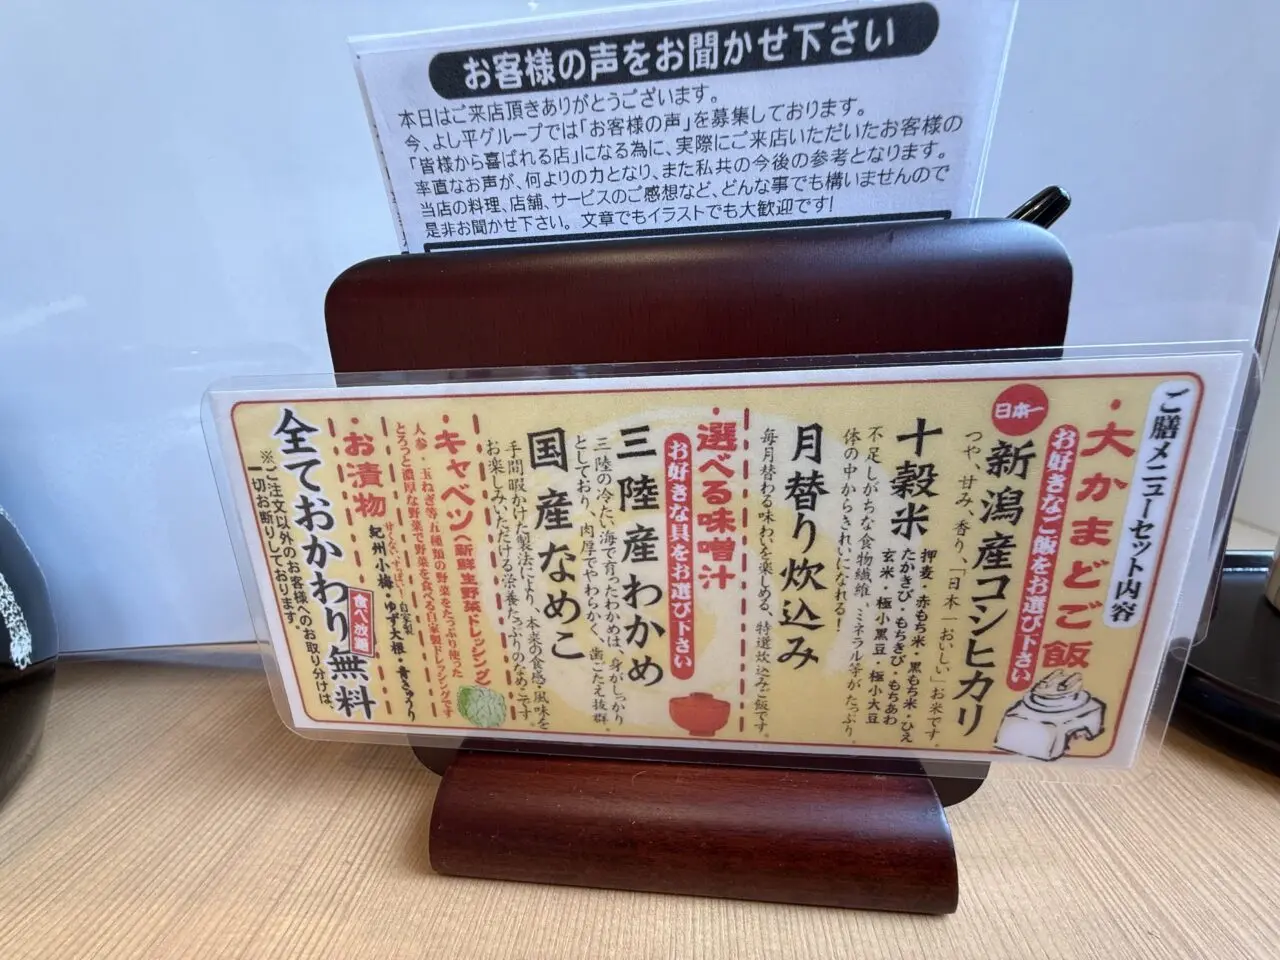 お客様の声をお聞かせ下さい
本日はご来店頂きありがとうございます。
今、よし平グループでは「お客様の声」を募集しております。
「皆様から喜ばれる店」になる為に、実際にご来店いただいたお客様の
率直なお声が、何よりの力となり、また私共の今後の参考となります。
当店の料理、店舗、サービスのご感想など、どんな事でも構いませんので
是非お聞かせ下さい。文章でもイラストでも大歓迎です!
ご膳メニューセット内容
・大かまどご飯
お好きなご飯をお選び下さい
日本一
新潟産コシヒカリ
つや、甘み、香り、「日本一おいしい」お米です。
十穀米
押麦・赤もち米・黒もち米・ひえ
たかきび・もちきび・もちあわ
玄米・極小黒豆・極小大豆
不足しがちな食物繊維、ミネラル等がたっぷり。
体の中からきれいになれる!
月替り炊込み
毎月替わる味わいを楽しめる、特選炊込みご飯です。
・選べる味噌汁
お好きな具をお選び下さい
三陸産わかめ
三陸の冷たい海で育ったわかめは、身がしっかり
としており、肉厚でやわらかく、歯ごたえ抜群。
国産なめこ
手間暇かけた製法により、本来の食感・風味を
お楽しみいただける栄養たっぷりのなめこです。
・キャベツ〈新鮮生野菜ドレッシング〉
人参・玉ねぎ等五種類の野菜をたっぷり使った
とろっと濃厚な野菜で野菜を食べる自家製ドレッシングです
・お漬物
自家製
紀州小梅・ゆず大根・青きゅうり
食べ放題
全ておかわり無料
※ご注文以外のお客様へのお取り分けは、
一切お断りしております。